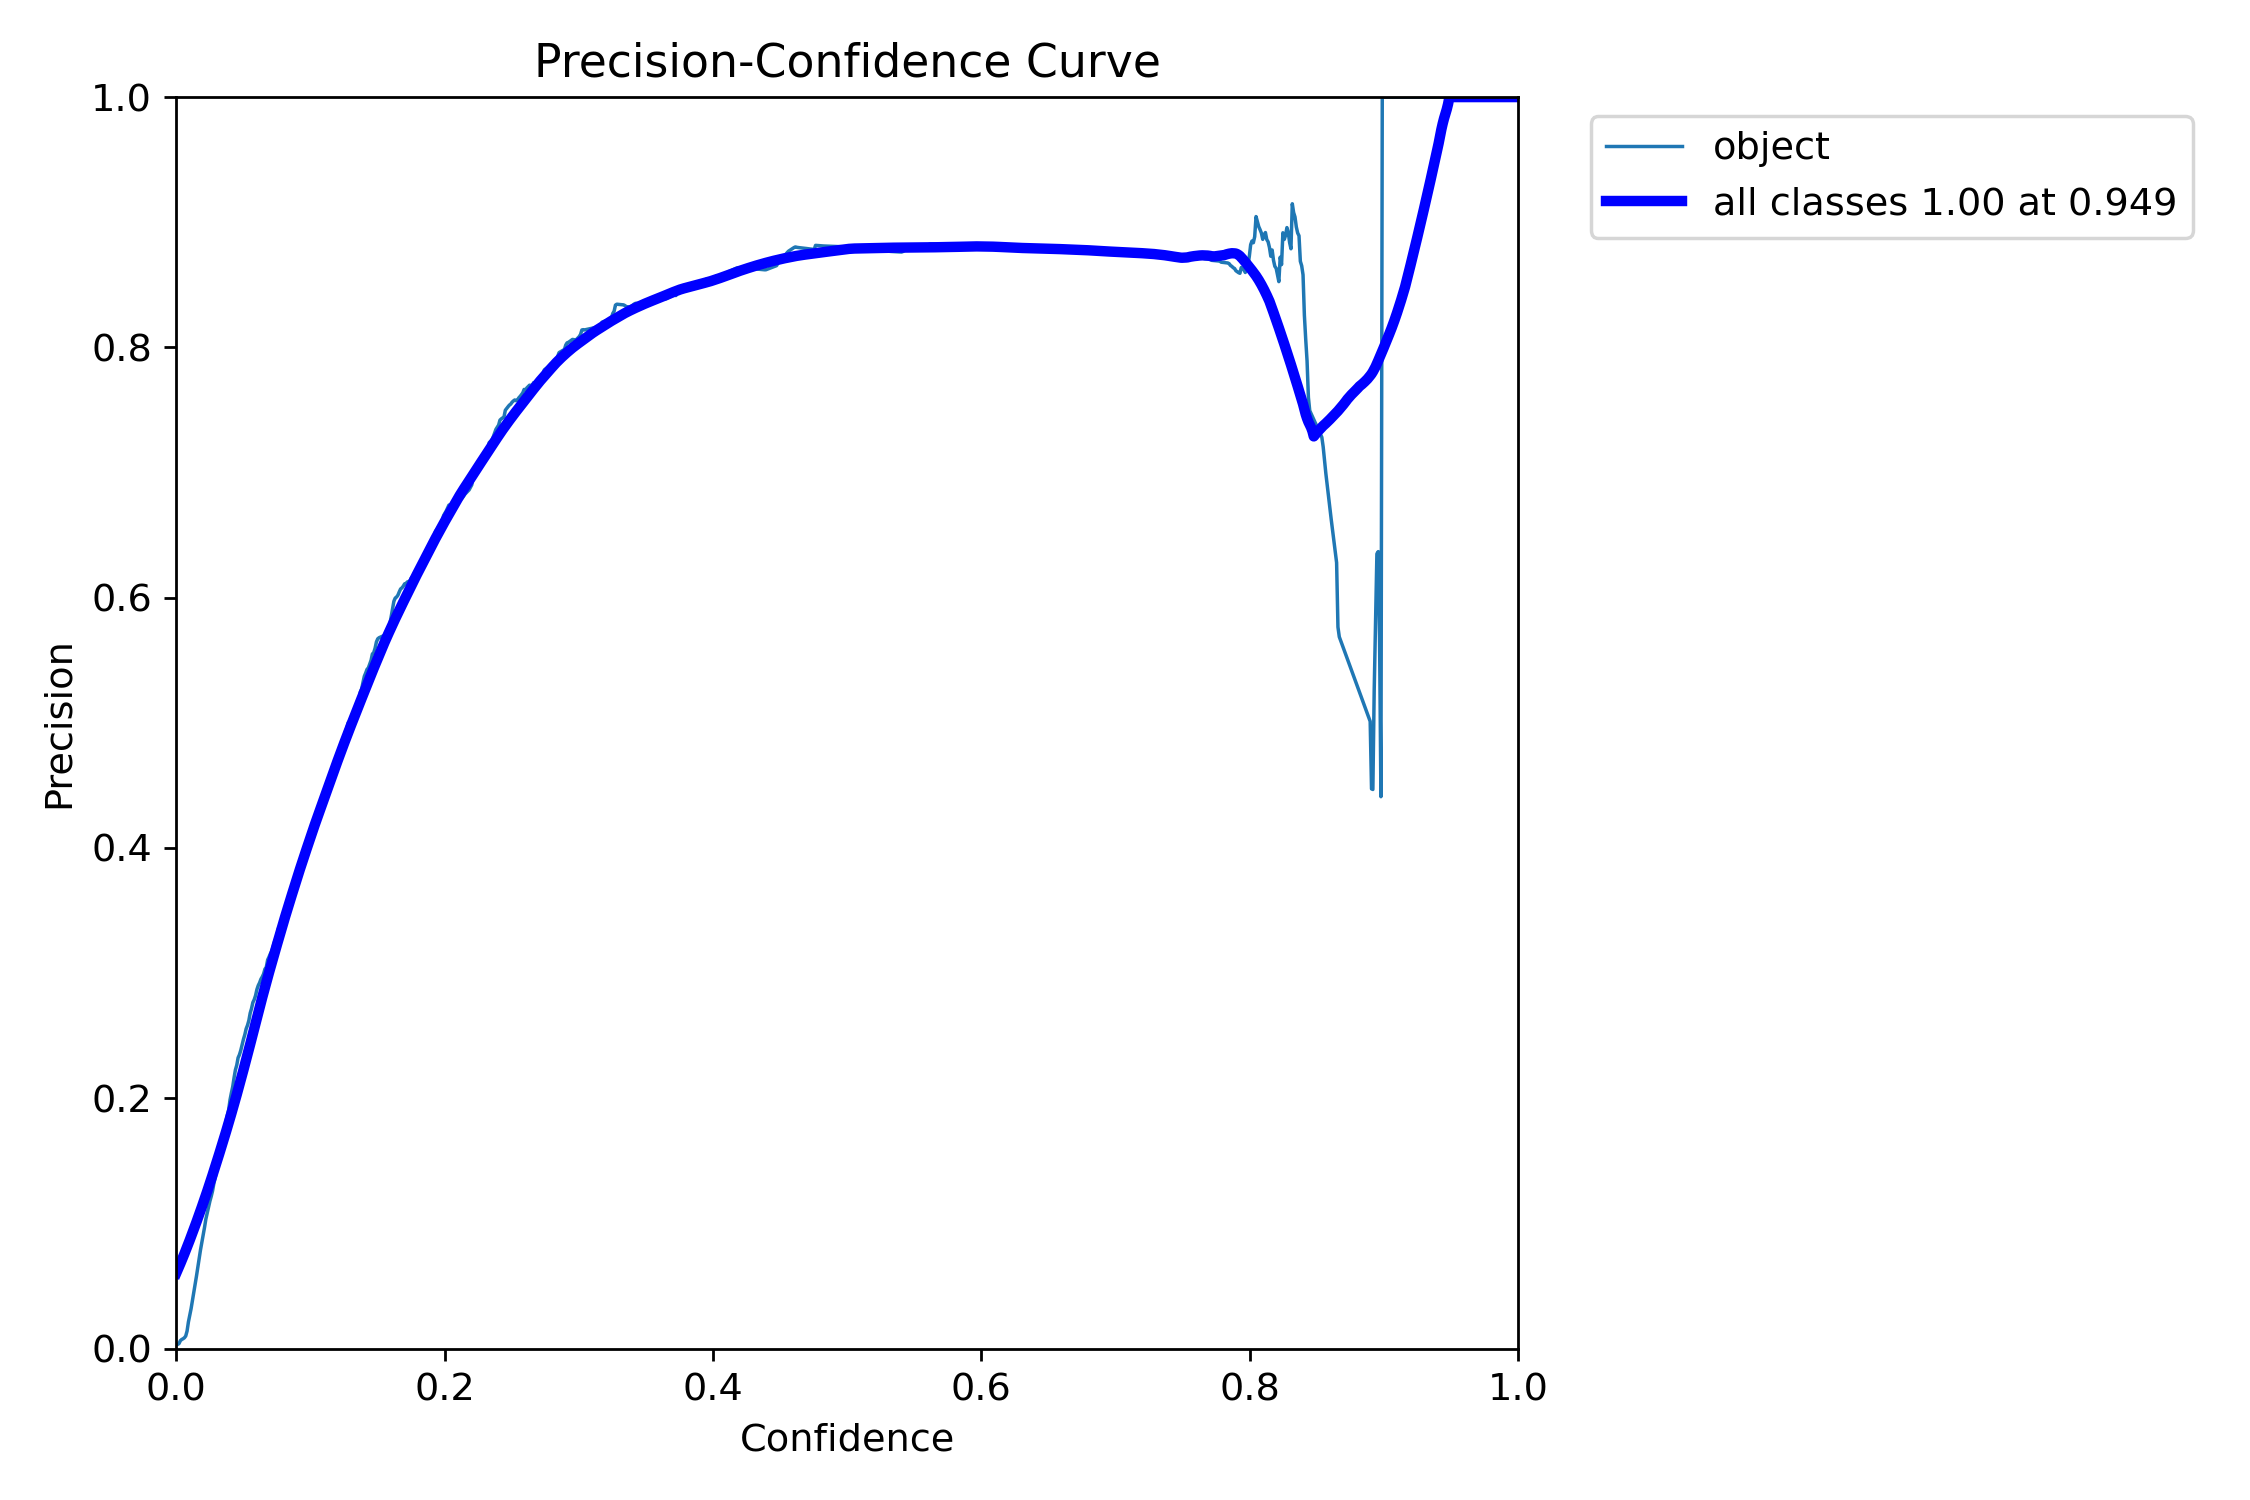 Precision-Confidence Curve
1.0
0.8
0.6
0.4
0.2
0.0
Precision
0.0 0.2 0.4 0.6 0.8 1.0
Confidence
object
all classes 1.00 at 0.949